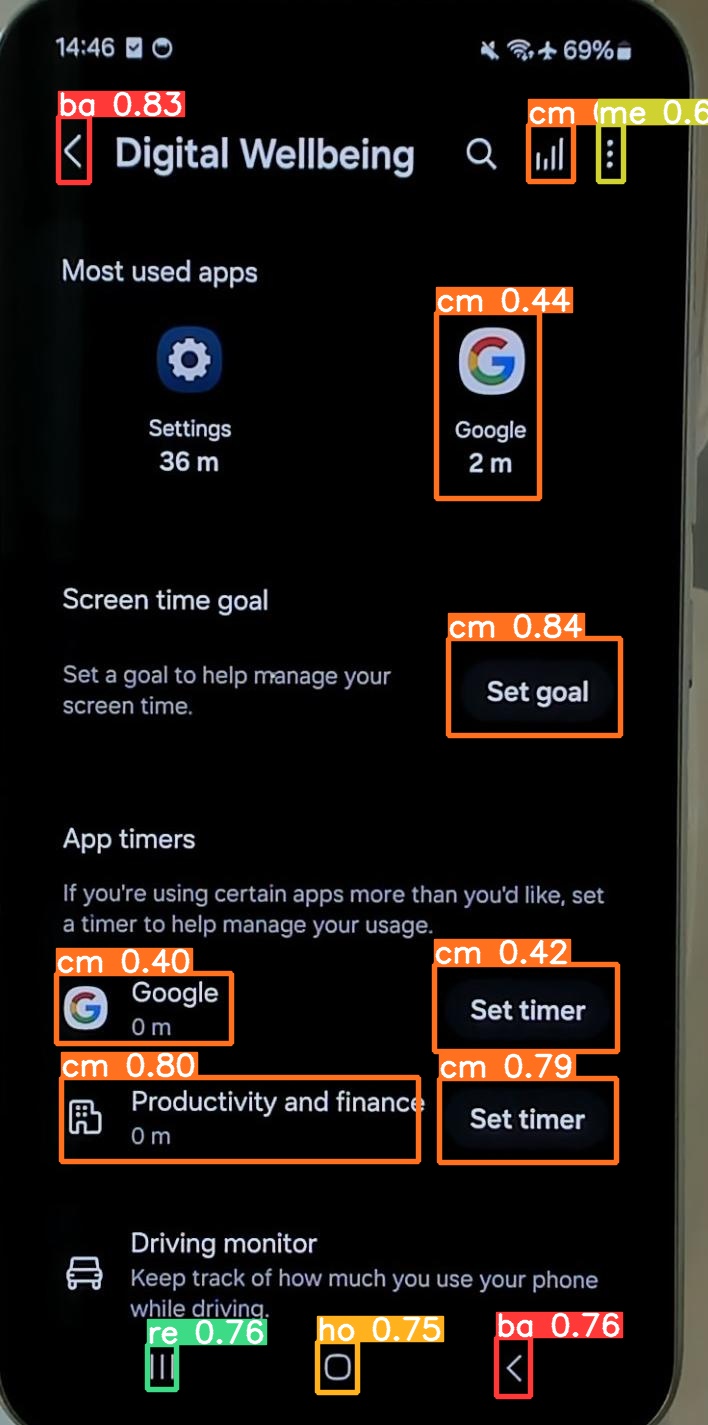 14:46 69%
ba 0.83
cm
me 0.6
Digital Wellbeing
Most used apps
cm 0.44
Settings
36 m
Google
2 m
Screen time goal
cm 0.84
Set a goal to help manage your
screen time.
Set goal
App timers
If you're using certain apps more than you'd like, set
a timer to help manage your usage.
cm 0.40
cm 0.42
Google
0 m
Set timer
cm 0.80
cm 0.79
Productivity and finance
0 m
Set timer
Driving monitor
Keep track of how much you use your phone
while driving.
re 0.76
ho 0.75
ba 0.76